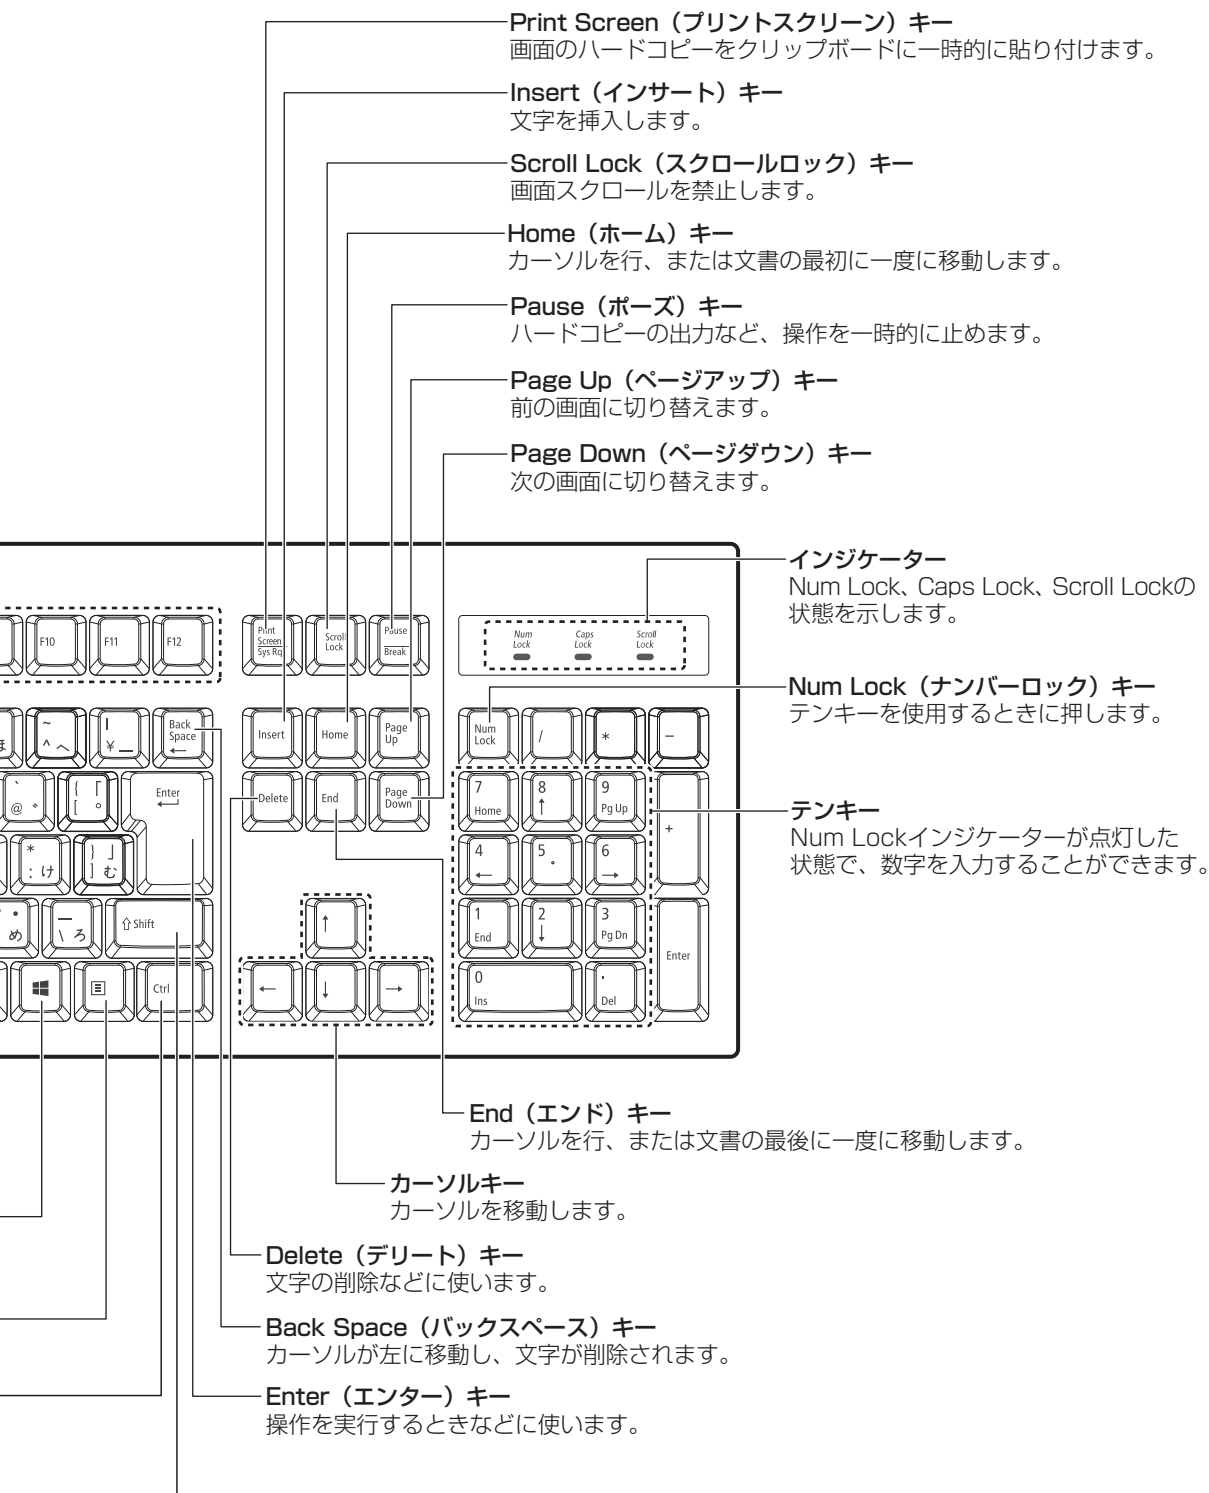 Print Screen（プリントスクリーン）キー
画面のハードコピーをクリップボードに一時的に貼り付けます。
Insert（インサート）キー
文字を挿入します。
Scroll Lock（スクロールロック）キー
画面スクロールを禁止します。
Home（ホーム）キー
カーソルを行、または文書の最初に一度に移動します。
Pause（ポーズ）キー
ハードコピーの出力など、操作を一時的に止めます。
Page Up（ページアップ）キー
前の画面に切り替えます。
Page Down（ページダウン）キー
次の画面に切り替えます。
インジケーター
Num Lock、Caps Lock、Scroll Lockの
状態を示します。
Num Lock（ナンバーロック）キー
テンキーを使用するときに押します。
テンキー
Num Lockインジケーターが点灯した
状態で、数字を入力することができます。
F10 F11 F12
Print
Screen
Sys Rq
Scroll
Lock
Pause
Break
Num
Lock
Caps
Lock
Scroll
Lock
~
^ へ
|
¥ ー
Back
Space
←
Insert
Home
Page
Up
Num
Lock
/
*
-
`
@ ゛
{ 「
[ 。
Enter
Delete
End
Page
Down
7
Home
8
↑
9
Pg Up
+
*
: け
} 」
] む
4
←
5
6
→
・
め
_
\ ろ
⇧ Shift
↑
1
End
2
↓
3
Pg Dn
Enter
Ctrl
←
↓
→
0
Ins
.
Del
End（エンド）キー
カーソルを行、または文書の最後に一度に移動します。
カーソルキー
カーソルを移動します。
Delete（デリート）キー
文字の削除などに使います。
Back Space（バックスペース）キー
カーソルが左に移動し、文字が削除されます。
Enter（エンター）キー
操作を実行するときなどに使います。